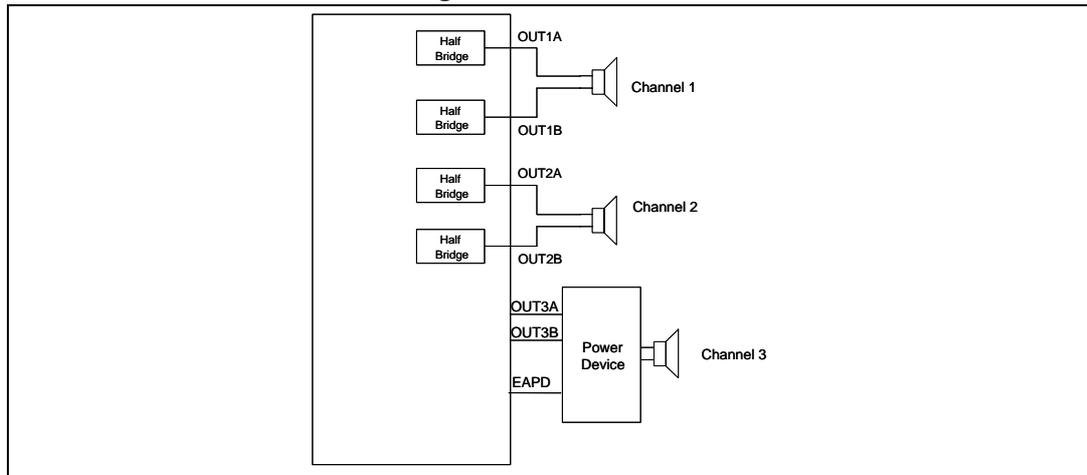 Half
Bridge
OUT1A
Channel 1
Half
Bridge
OUT1B
Half
Bridge
OUT2A
Channel 2
Half
Bridge
OUT2B
OUT3A
OUT3B
Power
Device
Channel 3
EAPD